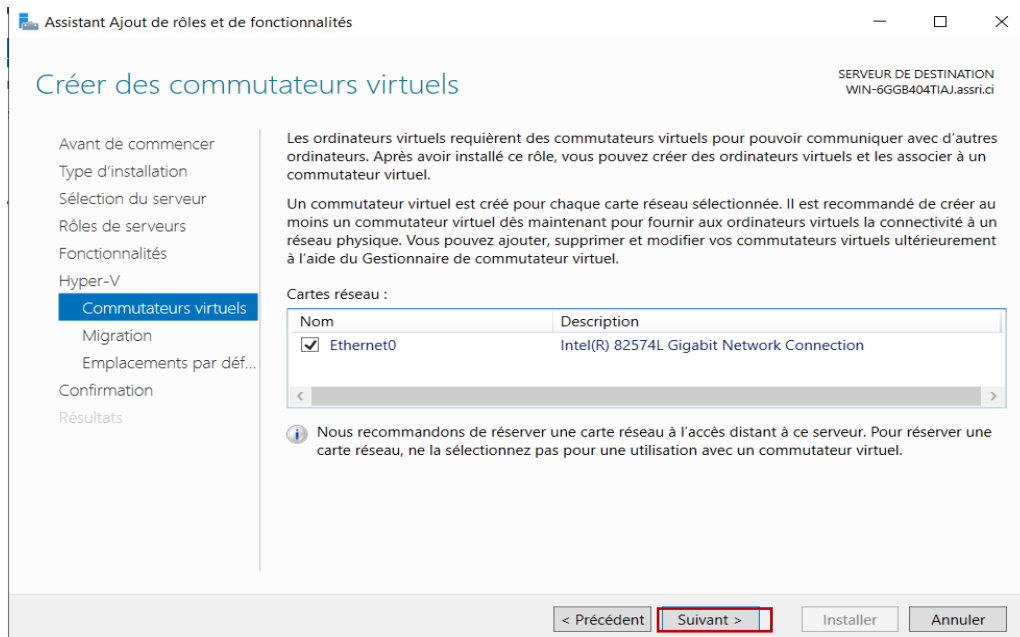 Assistant Ajout de rôles et de fonctionnalités
Créer des commutateurs virtuels
SERVEUR DE DESTINATION
WIN-6GGB404TIAJ.assri.ci
Avant de commencer
Type d'installation
Sélection du serveur
Rôles de serveurs
Fonctionnalités
Hyper-V
Commutateurs virtuels
Migration
Emplacements par déf...
Confirmation
Résultats
Les ordinateurs virtuels requièrent des commutateurs virtuels pour pouvoir communiquer avec d'autres
ordinateurs. Après avoir installé ce rôle, vous pouvez créer des ordinateurs virtuels et les associer à un
commutateur virtuel.
Un commutateur virtuel est créé pour chaque carte réseau sélectionnée. Il est recommandé de créer au
moins un commutateur virtuel dès maintenant pour fournir aux ordinateurs virtuels la connectivité à un
réseau physique. Vous pouvez ajouter, supprimer et modifier vos commutateurs virtuels ultérieurement
à l'aide du Gestionnaire de commutateur virtuel.
Cartes réseau :
Nom Description
Ethernet0 Intel(R) 82574L Gigabit Network Connection
Nous recommandons de réserver une carte réseau à l'accès distant à ce serveur. Pour réserver une
carte réseau, ne la sélectionnez pas pour une utilisation avec un commutateur virtuel.
< Précédent Suivant > Installer Annuler